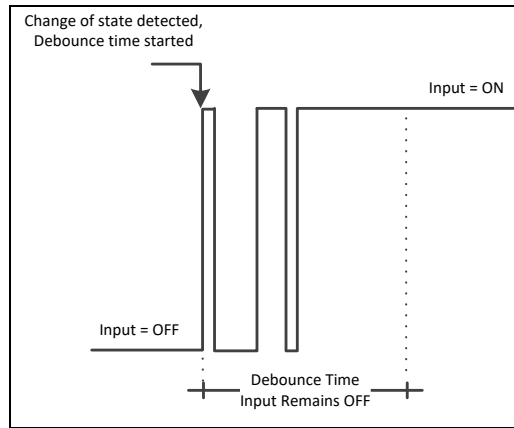 Change of state detected,
Debounce time started
Input = ON
Input = OFF
Debounce Time
Input Remains OFF